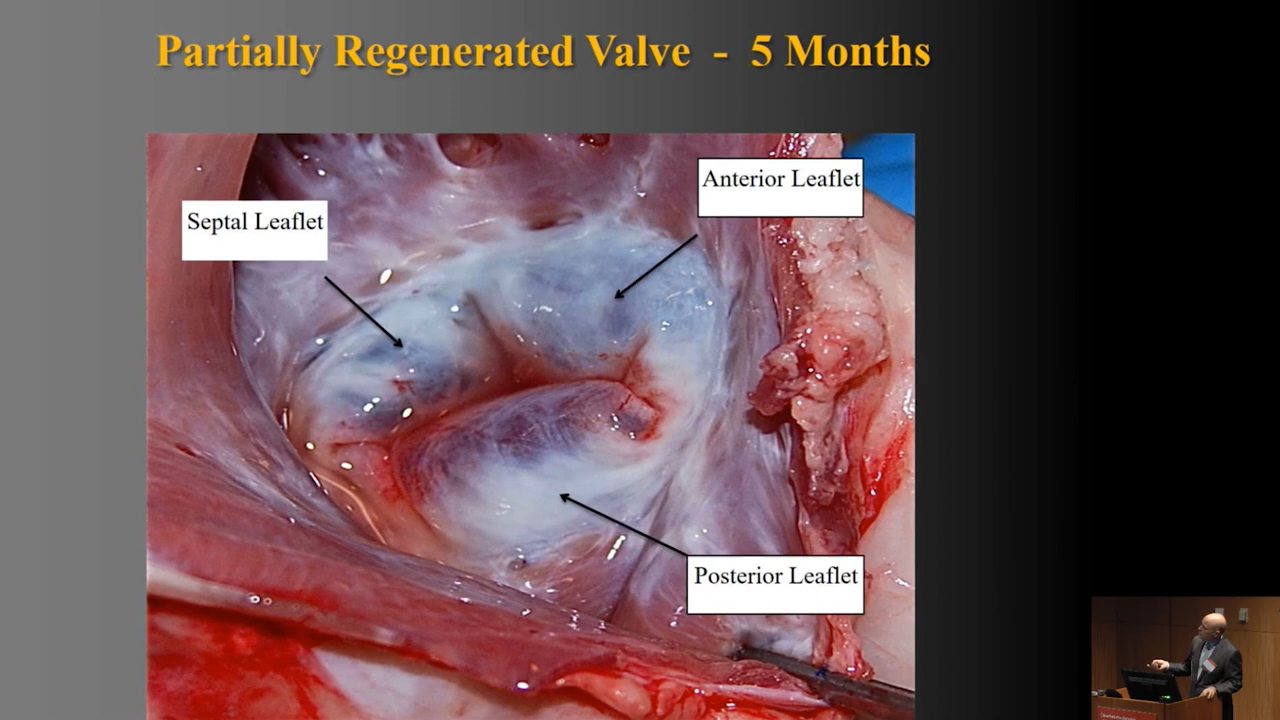 Partially Regenerated Valve - 5 Months
Anterior Leaflet
Septal Leaflet
Posterior Leaflet